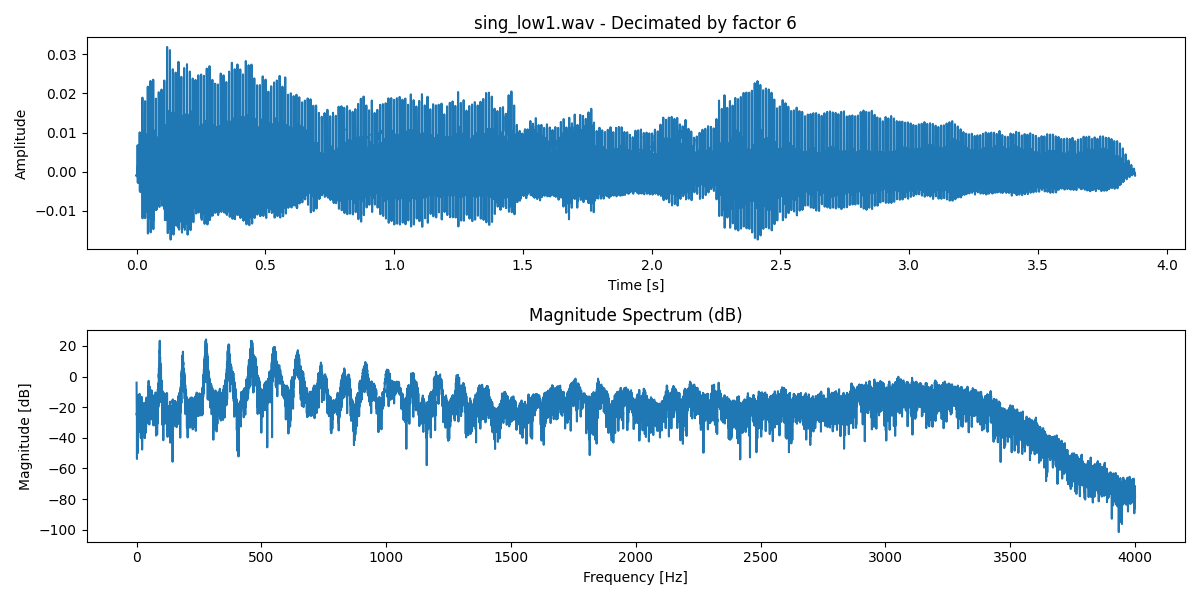 sing_low1.wav - Decimated by factor 6
0.03
0.02
0.01
0.00
−0.01
Amplitude
0.0 0.5 1.0 1.5 2.0 2.5 3.0 3.5 4.0
Time [s]
Magnitude Spectrum (dB)
20
0
−20
−40
−60
−80
−100
Magnitude [dB]
0 500 1000 1500 2000 2500 3000 3500 4000
Frequency [Hz]